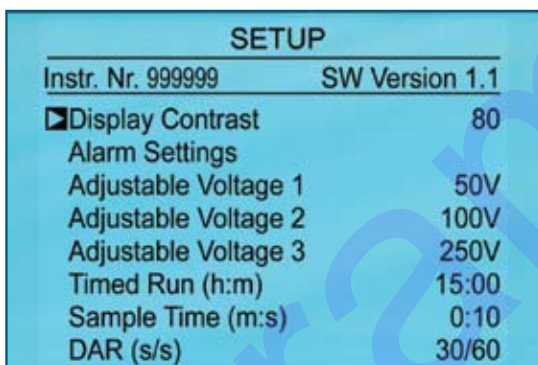 SETUP
Instr. Nr. 999999 SW Version 1.1
Display Contrast 80
Alarm Settings
Adjustable Voltage 1 50V
Adjustable Voltage 2 100V
Adjustable Voltage 3 250V
Timed Run (h:m) 15:00
Sample Time (m:s) 0:10
DAR (s/s) 30/60